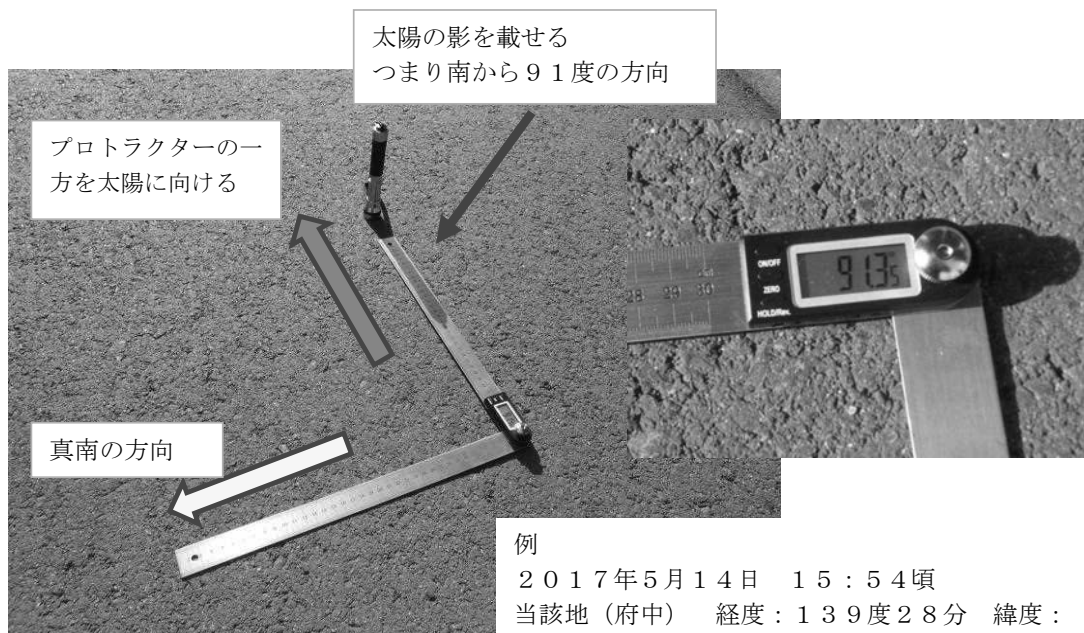 太陽の影を載せる
つまり南から９１度の方向
プロトラクターの一
方を太陽に向ける
ON/OFF
ZERO
HOLD/Rev.
91.35
28 29 30
真南の方向
例
２０１７年５月１４日　１５：５４頃
当該地（府中）　経度：１３９度２８分　緯度：